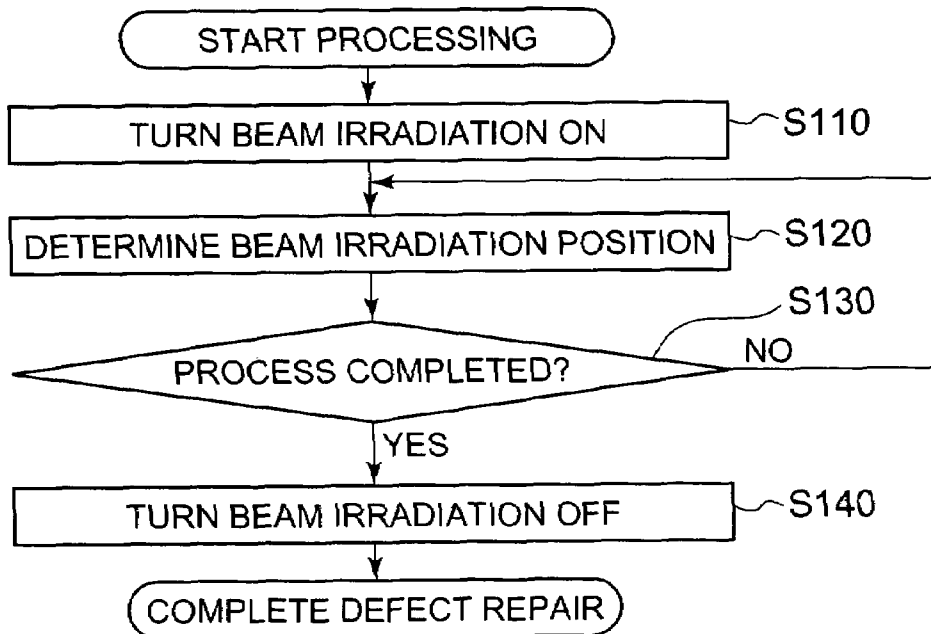 START PROCESSING
TURN BEAM IRRADIATION ON
S110
DETERMINE BEAM IRRADIATION POSITION
S120
S130
PROCESS COMPLETED?
NO
YES
TURN BEAM IRRADIATION OFF
S140
COMPLETE DEFECT REPAIR